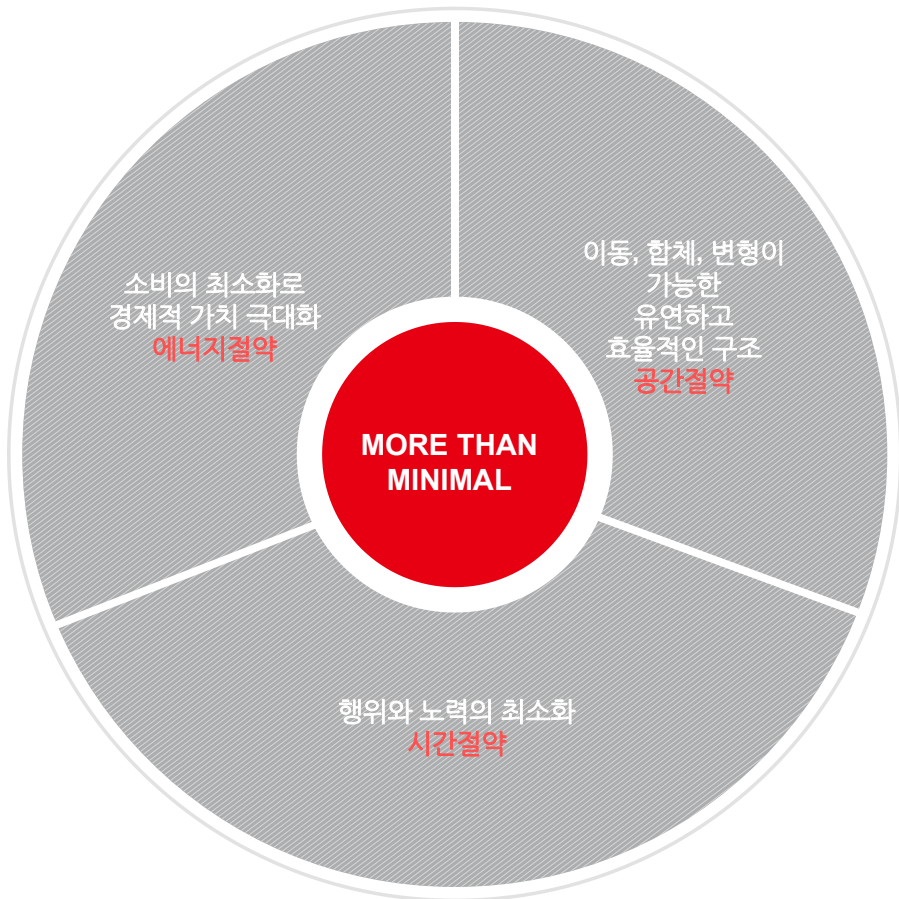 소비의 최소화로
경제적 가치 극대화
에너지절약
이동, 합체, 변형이
가능한
유연하고
효율적인 구조
공간절약
MORE THAN
MINIMAL
행위와 노력의 최소화
시간절약